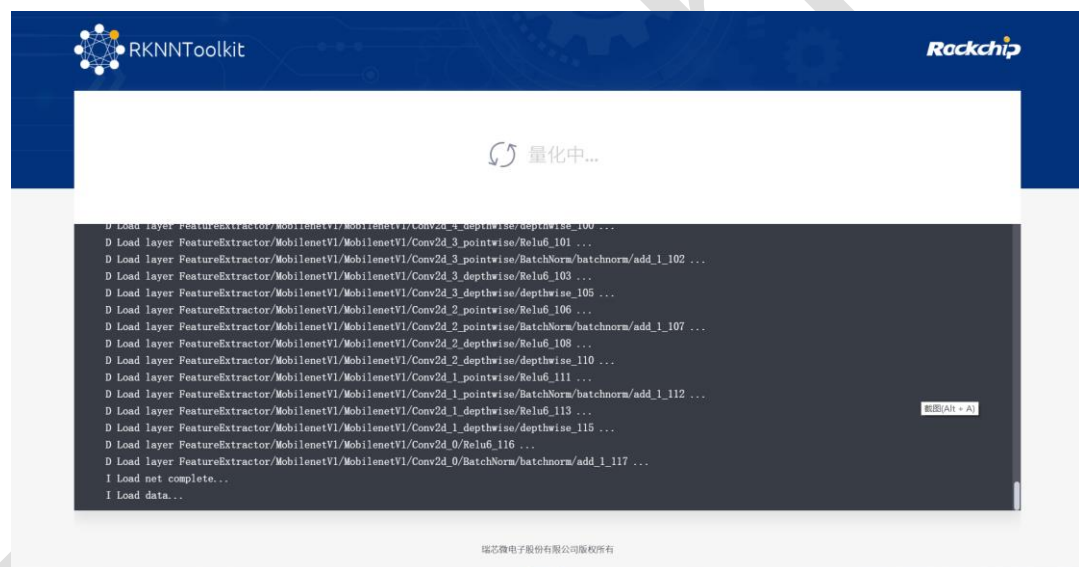 RKNNToolkit
Rockchip
量化中...
D Load layer FeatureExtractor/MobilenetV1/MobilenetV1/Conv2d_4_depthwise/depthwise_100 ...
D Load layer FeatureExtractor/MobilenetV1/MobilenetV1/Conv2d_3_pointwise/Relu6_101 ...
D Load layer FeatureExtractor/MobilenetV1/MobilenetV1/Conv2d_3_pointwise/BatchNorm/batchnorm/add_1_102 ...
D Load layer FeatureExtractor/MobilenetV1/MobilenetV1/Conv2d_3_depthwise/Relu6_103 ...
D Load layer FeatureExtractor/MobilenetV1/MobilenetV1/Conv2d_3_depthwise/depthwise_105 ...
D Load layer FeatureExtractor/MobilenetV1/MobilenetV1/Conv2d_2_pointwise/Relu6_106 ...
D Load layer FeatureExtractor/MobilenetV1/MobilenetV1/Conv2d_2_pointwise/BatchNorm/batchnorm/add_1_107 ...
D Load layer FeatureExtractor/MobilenetV1/MobilenetV1/Conv2d_2_depthwise/Relu6_108 ...
D Load layer FeatureExtractor/MobilenetV1/MobilenetV1/Conv2d_2_depthwise/depthwise_110 ...
D Load layer FeatureExtractor/MobilenetV1/MobilenetV1/Conv2d_1_pointwise/Relu6_111 ...
D Load layer FeatureExtractor/MobilenetV1/MobilenetV1/Conv2d_1_pointwise/BatchNorm/batchnorm/add_1_112 ...
D Load layer FeatureExtractor/MobilenetV1/MobilenetV1/Conv2d_1_depthwise/Relu6_113 ...
截图(Alt + A)
D Load layer FeatureExtractor/MobilenetV1/MobilenetV1/Conv2d_1_depthwise/depthwise_115 ...
D Load layer FeatureExtractor/MobilenetV1/MobilenetV1/Conv2d_0/Relu6_116 ...
D Load layer FeatureExtractor/MobilenetV1/MobilenetV1/Conv2d_0/BatchNorm/batchnorm/add_1_117 ...
I Load net complete...
I Load data...
瑞芯微电子股份有限公司版权所有